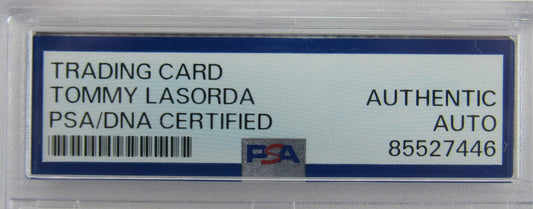 TRADING CARD
TOMMY LASORDA
PSA/DNA CERTIFIED
AUTHENTIC
AUTO
85527446
PSA